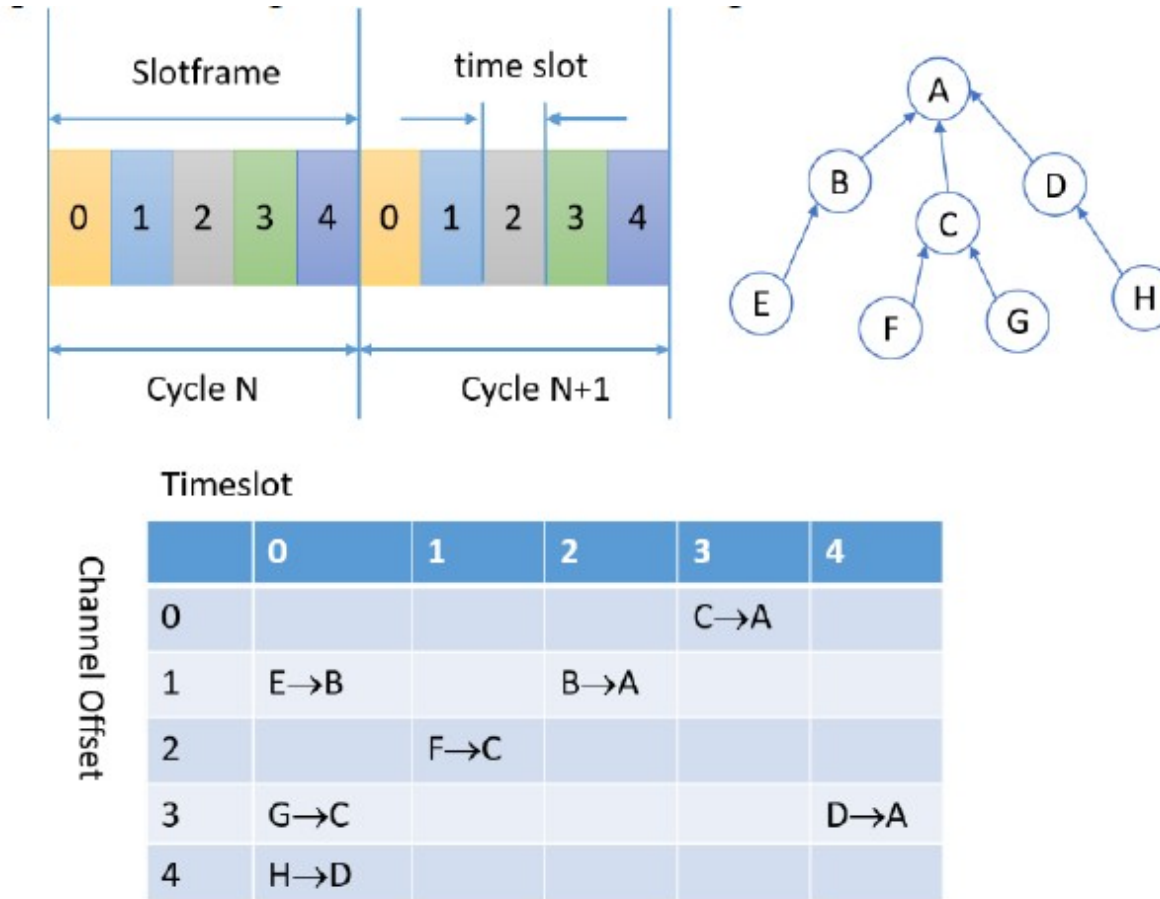 Slotframe
time slot
0 1 2 3 4 0 1 2 3 4
Cycle N
Cycle N+1
A
B
D
C
E
F
G
H
Timeslot
Channel Offset
0 1 2 3 4
0 C→A
1 E→B B→A
2 F→C
3 G→C D→A
4 H→D